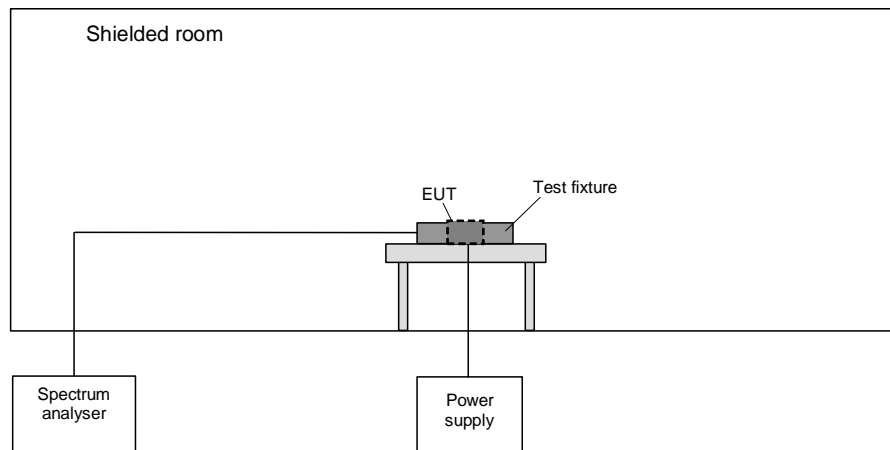 Shielded room
EUT
Test fixture
Spectrum
analyser
Power
supply